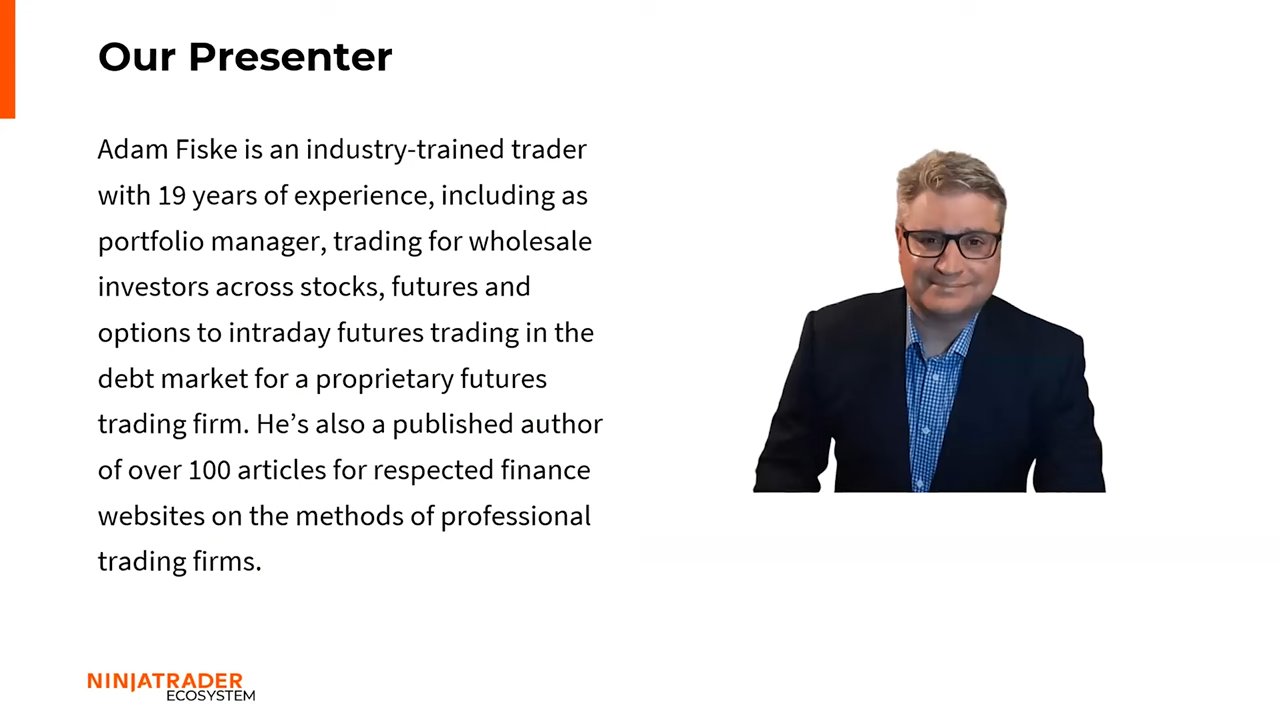 Our Presenter
Adam Fiske is an industry-trained trader
with 19 years of experience, including as
portfolio manager, trading for wholesale
investors across stocks, futures and
options to intraday futures trading in the
debt market for a proprietary futures
trading firm. He’s also a published author
of over 100 articles for respected finance
websites on the methods of professional
trading firms.
NINJATRADER
ECOSYSTEM